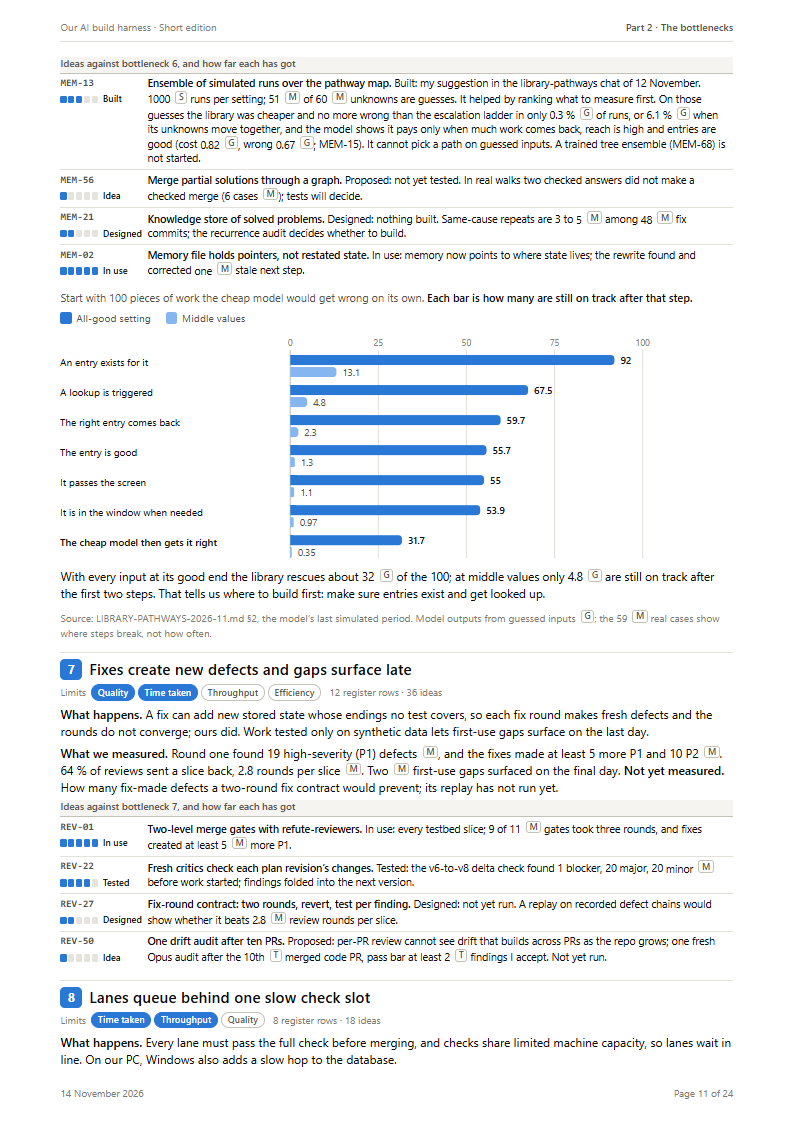 Our AI build harness · Short edition
Part 2 · The bottlenecks
Ideas against bottleneck 6, and how far each has got
MEM-13
Built
Ensemble of simulated runs over the pathway map. Built: my suggestion in the library-pathways chat of 12 November.
1000 S runs per setting; 51 M of 60 M unknowns are guesses. It helped by ranking what to measure first. On those
guesses the library was cheaper and no more wrong than the escalation ladder in only 0.3 % G of runs, or 6.1 % G when
its unknowns move together, and the model shows it pays only when much work comes back, reach is high and entries are
good (cost 0.82 G, wrong 0.67 G; MEM-15). It cannot pick a path on guessed inputs. A trained tree ensemble (MEM-68) is
not started.
MEM-56
Idea
Merge partial solutions through a graph. Proposed: not yet tested. In real walks two checked answers did not make a
checked merge (6 cases M); tests will decide.
MEM-21
Designed
Knowledge store of solved problems. Designed: nothing built. Same-cause repeats are 3 to 5 M among 48 M fix
commits; the recurrence audit decides whether to build.
MEM-02
In use
Memory file holds pointers, not restated state. In use: memory now points to where state lives; the rewrite found and
corrected one M stale next step.
Start with 100 pieces of work the cheap model would get wrong on its own. Each bar is how many are still on track after that step.
All-good setting
Middle values
0 25 50 75 100
An entry exists for it
92
13.1
A lookup is triggered
67.5
4.8
The right entry comes back
59.7
2.3
The entry is good
55.7
1.3
It passes the screen
55
1.1
It is in the window when needed
53.9
0.97
The cheap model then gets it right
31.7
0.35
With every input at its good end the library rescues about 32 G of the 100; at middle values only 4.8 G are still on track after
the first two steps. That tells us where to build first: make sure entries exist and get looked up.
Source: LIBRARY-PATHWAYS-2026-11.md §2, the model's last simulated period. Model outputs from guessed inputs G; the 59 M real cases show
where steps break, not how often.
7 Fixes create new defects and gaps surface late
Limits Quality Time taken Throughput Efficiency 12 register rows · 36 ideas
What happens. A fix can add new stored state whose endings no test covers, so each fix round makes fresh defects and the
rounds do not converge; ours did. Work tested only on synthetic data lets first-use gaps surface on the last day.
What we measured. Round one found 19 high-severity (P1) defects M, and the fixes made at least 5 more P1 and 10 P2 M.
64 % of reviews sent a slice back, 2.8 rounds per slice M. Two M first-use gaps surfaced on the final day. Not yet measured.
How many fix-made defects a two-round fix contract would prevent; its replay has not run yet.
Ideas against bottleneck 7, and how far each has got
REV-01
In use
Two-level merge gates with refute-reviewers. In use: every testbed slice; 9 of 11 M gates took three rounds, and fixes
created at least 5 M more P1.
REV-22
Tested
Fresh critics check each plan revision's changes. Tested: the v6-to-v8 delta check found 1 blocker, 20 major, 20 minor M
before work started; findings folded into the next version.
REV-27
Designed
Fix-round contract: two rounds, revert, test per finding. Designed: not yet run. A replay on recorded defect chains would
show whether it beats 2.8 M review rounds per slice.
REV-50
Idea
One drift audit after ten PRs. Proposed: per-PR review cannot see drift that builds across PRs as the repo grows; one fresh
Opus audit after the 10th T merged code PR, pass bar at least 2 T findings I accept. Not yet run.
8 Lanes queue behind one slow check slot
Limits Time taken Throughput Quality 8 register rows · 18 ideas
What happens. Every lane must pass the full check before merging, and checks share limited machine capacity, so lanes wait in
line. On our PC, Windows also adds a slow hop to the database.
14 November 2026
Page 11 of 24